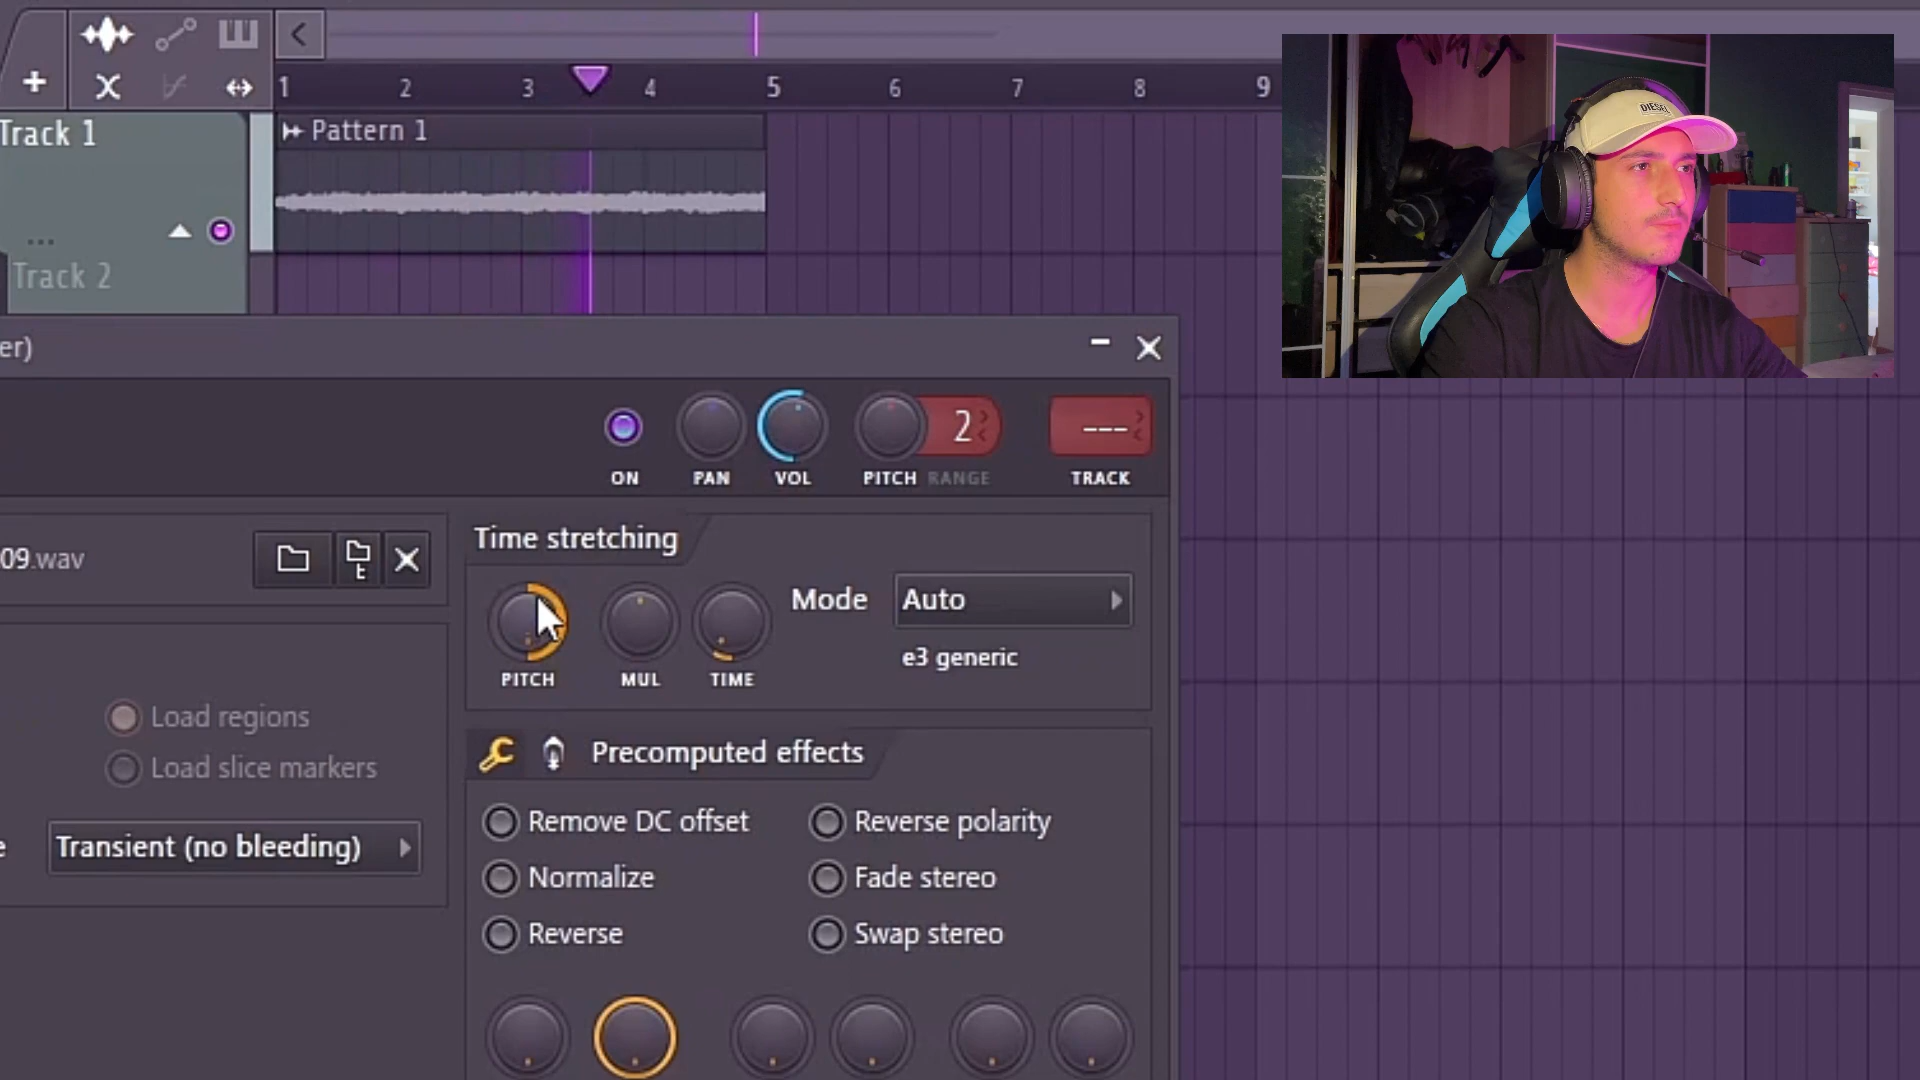 1 2 3 4 5 6 7 8 9
DIESEL
Track 1
Pattern 1
...
Track 2
er)
2
---
ON PAN VOL PITCH RANGE TRACK
Time stretching
09.wav
Mode Auto
e3 generic
PITCH MUL TIME
Load regions
Load slice markers
Precomputed effects
Remove DC offset Reverse polarity
e Transient (no bleeding)
Normalize Fade stereo
Reverse Swap stereo